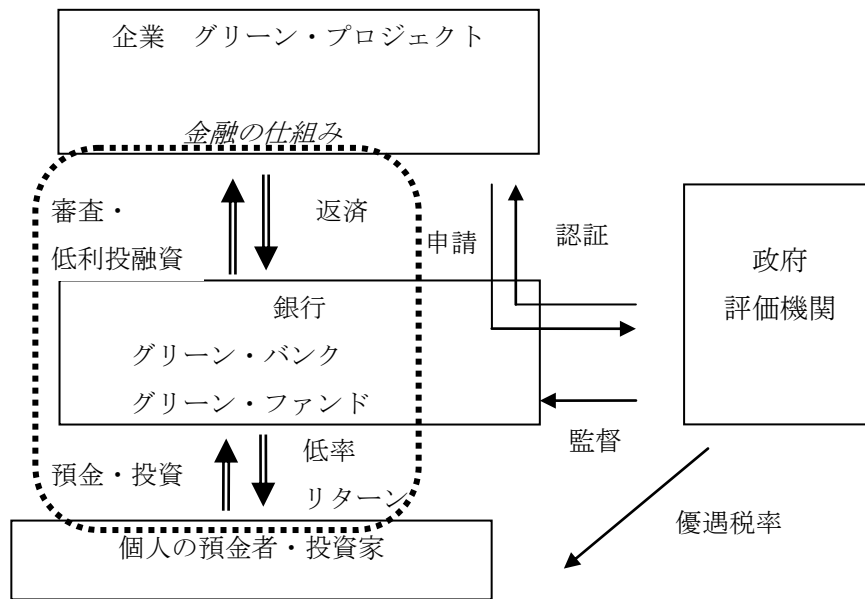 企業　グリーン・プロジェクト
金融の仕組み
審査・
低利投融資
返済
申請
認証
政府
評価機関
銀行
グリーン・バンク
グリーン・ファンド
監督
預金・投資
低率
リターン
優遇税率
個人の預金者・投資家